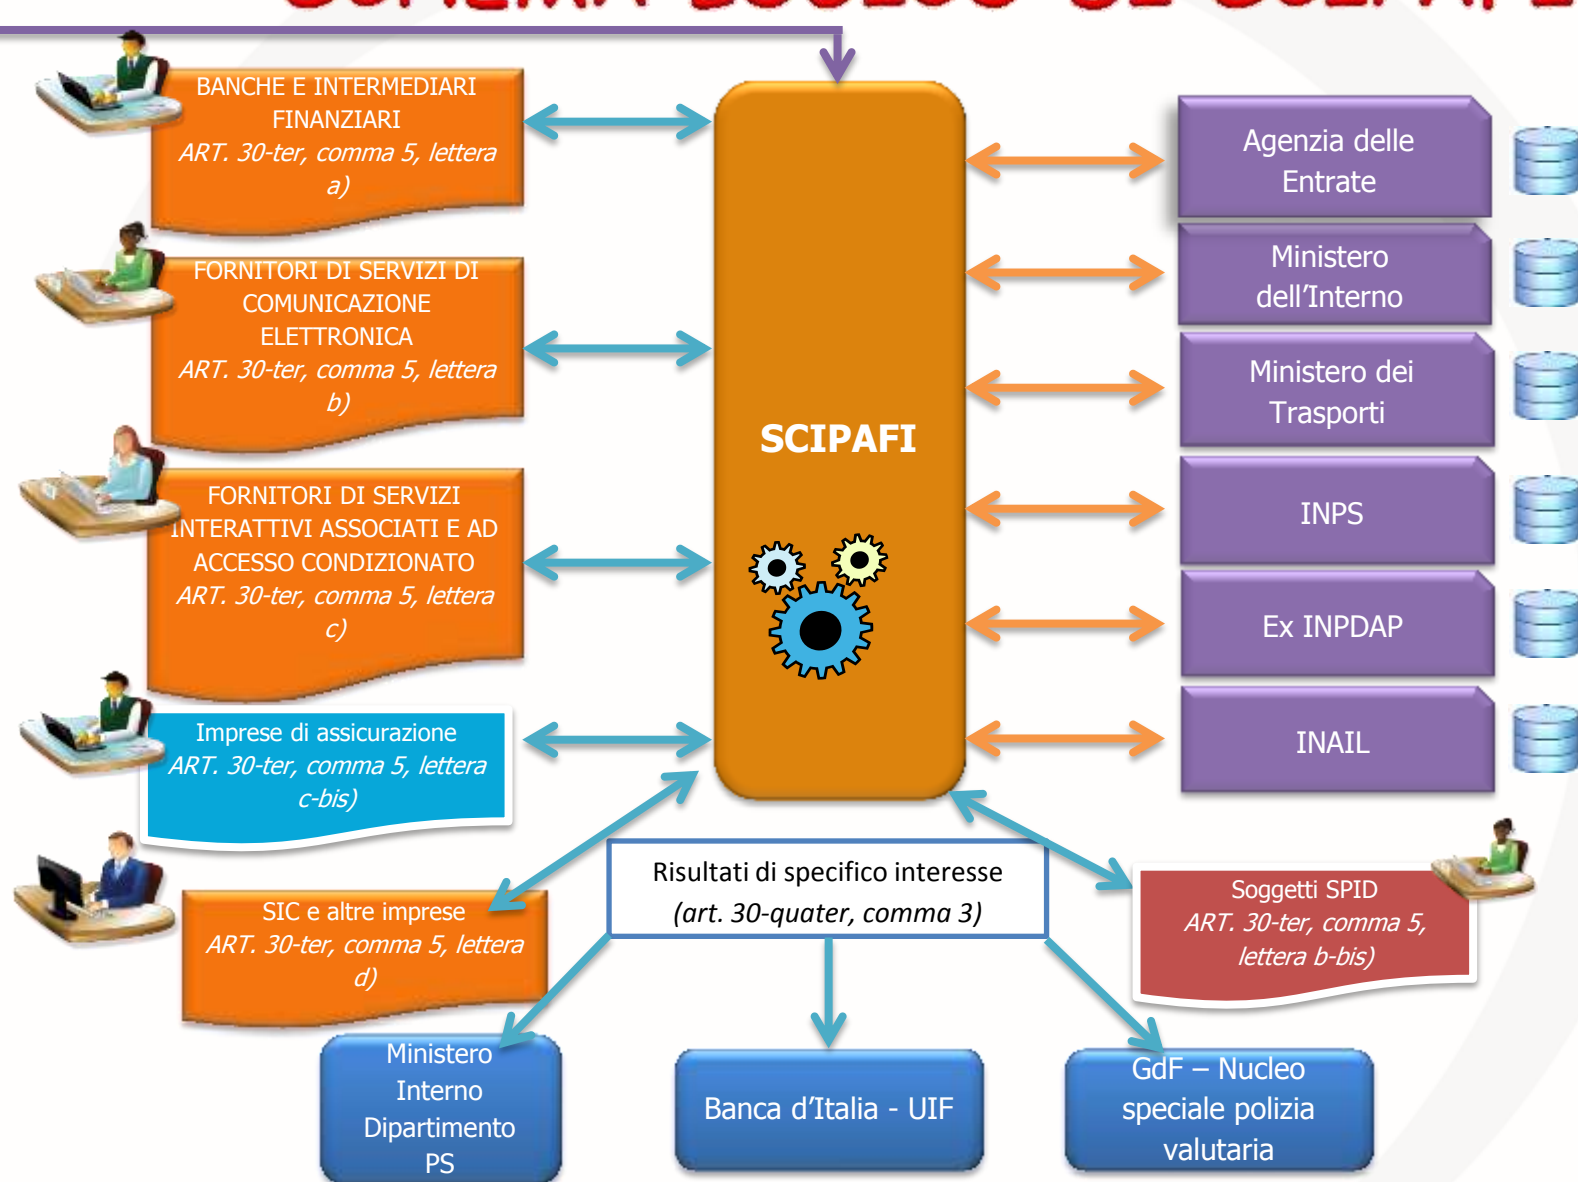 SCHEMA LOGICO DI SCIPAFI
BANCHE E INTERMEDIARI
FINANZIARI
ART. 30-ter, comma 5, lettera
a)
FORNITORI DI SERVIZI DI
COMUNICAZIONE
ELETTRONICA
ART. 30-ter, comma 5, lettera
b)
FORNITORI DI SERVIZI
INTERATTIVI ASSOCIATI E AD
ACCESSO CONDIZIONATO
ART. 30-ter, comma 5, lettera
c)
Imprese di assicurazione
ART. 30-ter, comma 5, lettera
c-bis)
SIC e altre imprese
ART. 30-ter, comma 5, lettera
d)
SCIPAFI
Agenzia delle
Entrate
Ministero
dell’Interno
Ministero dei
Trasporti
INPS
Ex INPDAP
INAIL
Risultati di specifico interesse
(art. 30-quater, comma 3)
Soggetti SPID
ART. 30-ter, comma 5,
lettera b-bis)
Ministero
Interno
Dipartimento
PS
Banca d’Italia - UIF
GdF – Nucleo
speciale polizia
valutaria